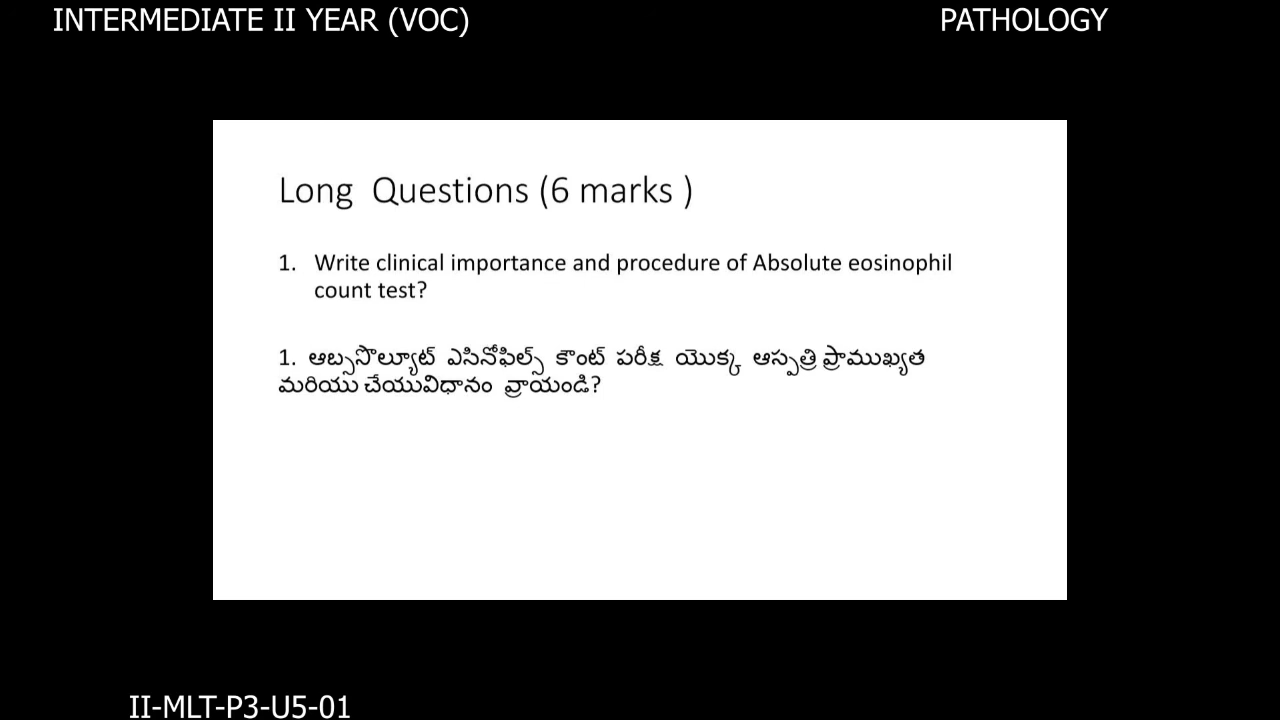 INTERMEDIATE II YEAR (VOC) PATHOLOGY
Long Questions (6 marks )
1. Write clinical importance and procedure of Absolute eosinophil
count test?
1. ఆబ్ససొల్యూట్ ఎసినోఫిల్స్ కౌంట్ పరీక్ష యొక్క ఆస్పత్రి ప్రాముఖ్యత
మరియు చేయువిధానం వ్రాయండి?
II-MLT-P3-U5-01